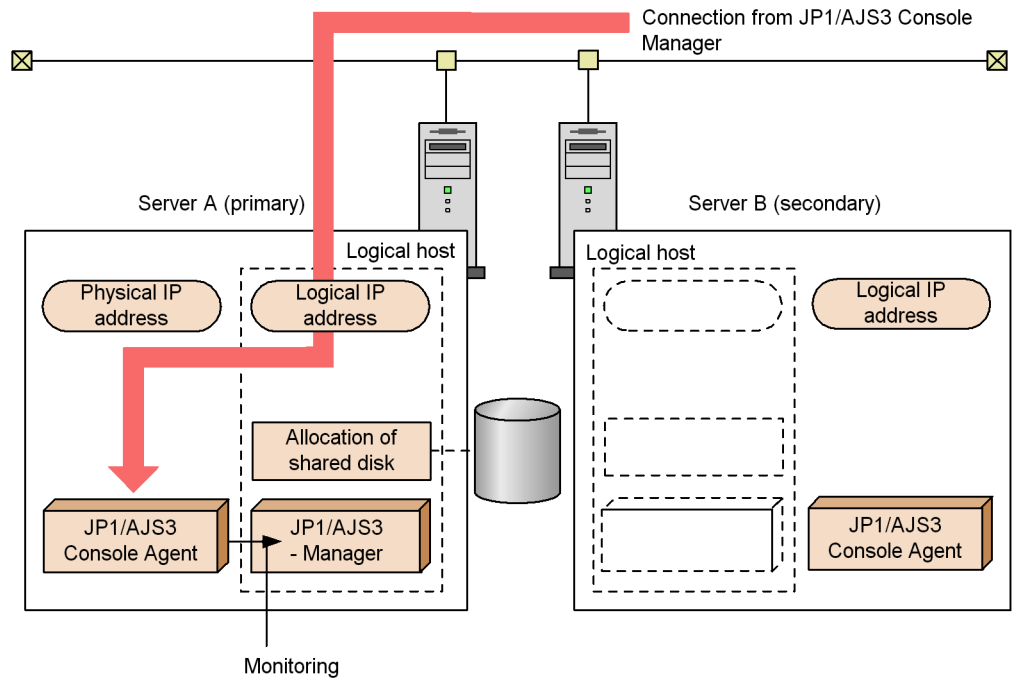 Connection from JP1/AJS3 Console
Manager
Server A (primary)
Server B (secondary)
Logical host
Logical host
Physical IP
address
Logical IP
address
Logical IP
address
Allocation of
shared disk
JP1/AJS3
Console Agent
JP1/AJS3
- Manager
JP1/AJS3
Console Agent
Monitoring